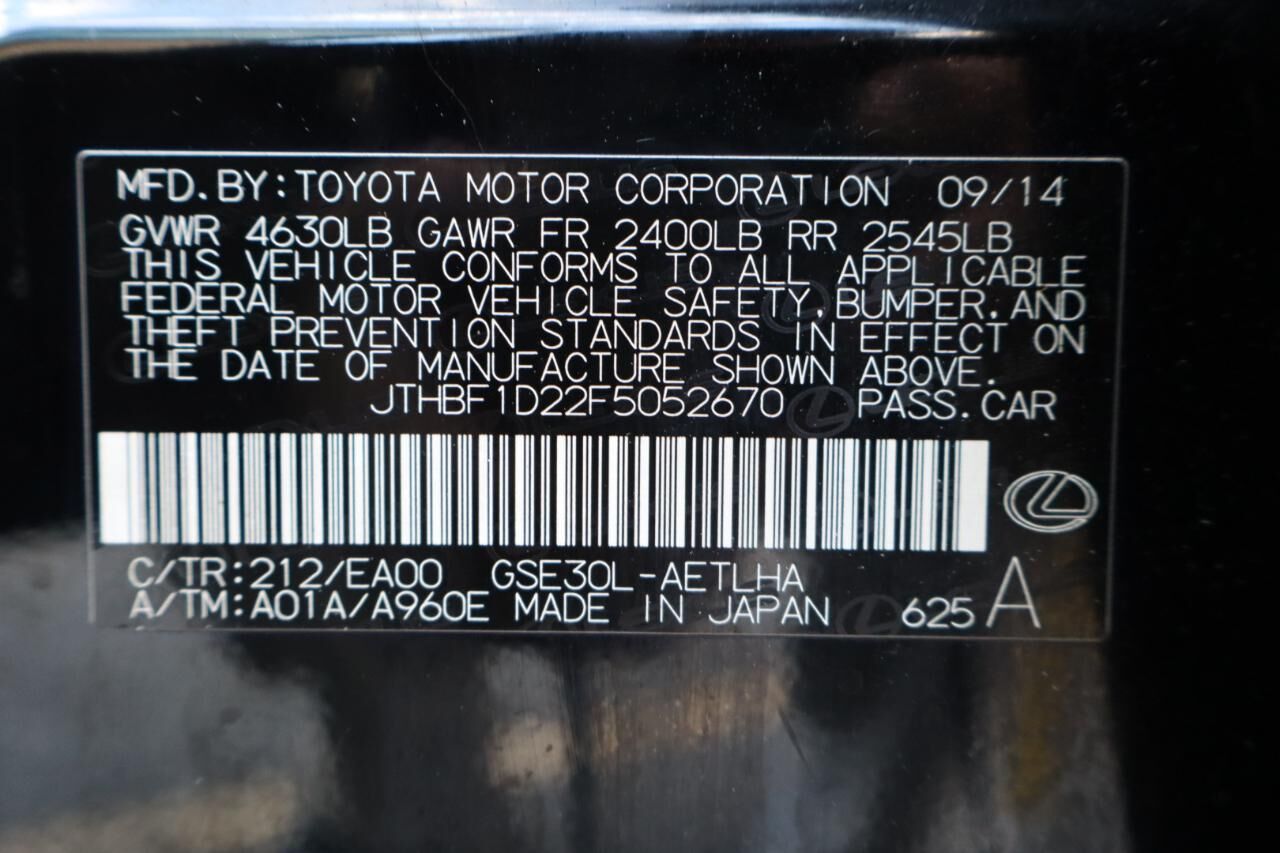 MFD.BY:TOYOTA MOTOR CORPORATION 09/14
GVWR 4630LB GAWR FR 2400LB RR 2545LB
THIS VEHICLE CONFORMS TO ALL APPLICABLE
FEDERAL MOTOR VEHICLE SAFETY,BUMPER,AND
THEFT PREVENTION STANDARDS IN EFFECT ON
THE DATE OF MANUFACTURE SHOWN ABOVE.
JTHBF1D22F5052670 PASS.CAR
C/TR:212/EA00 GSE30L-AETLHA
A/TM:A01A/A960E MADE IN JAPAN 625 A